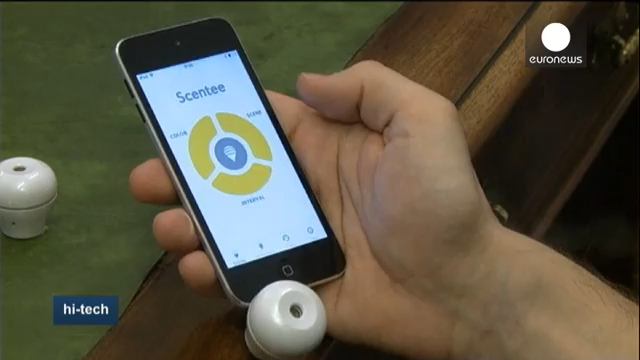 euronews
Scentee
COLOR
SCENE
INTERVAL
hi-tech